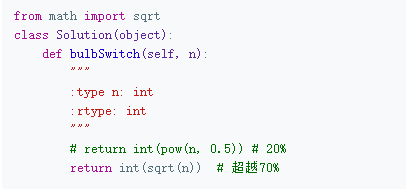 from math import sqrt
class Solution(object):
    def bulbSwitch(self, n):
        """
        :type n: int
        :rtype: int
        """
        # return int(pow(n, 0.5)) # 20%
        return int(sqrt(n))  # 超越70%